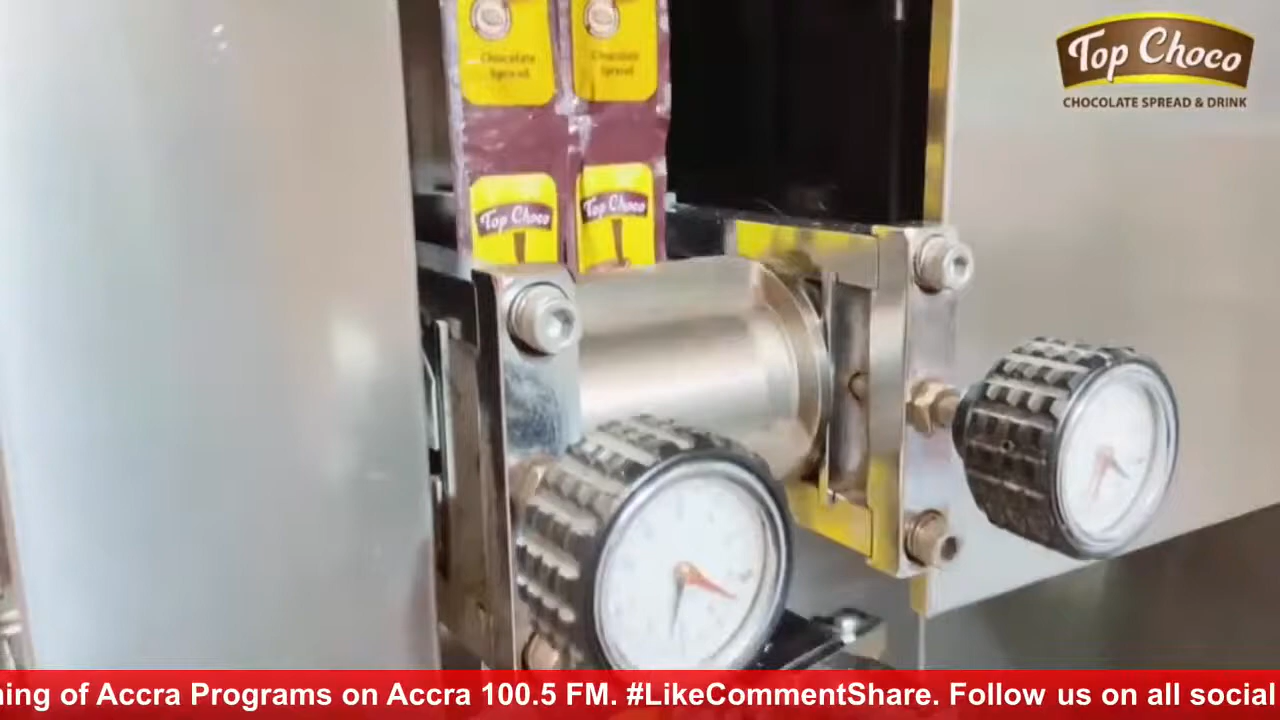 Top Choco
CHOCOLATE SPREAD & DRINK
Chocolate
Spread
Chocolate
Spread
Top Choco
Top Choco
ning of Accra Programs on Accra 100.5 FM. #LikeCommentShare. Follow us on all social